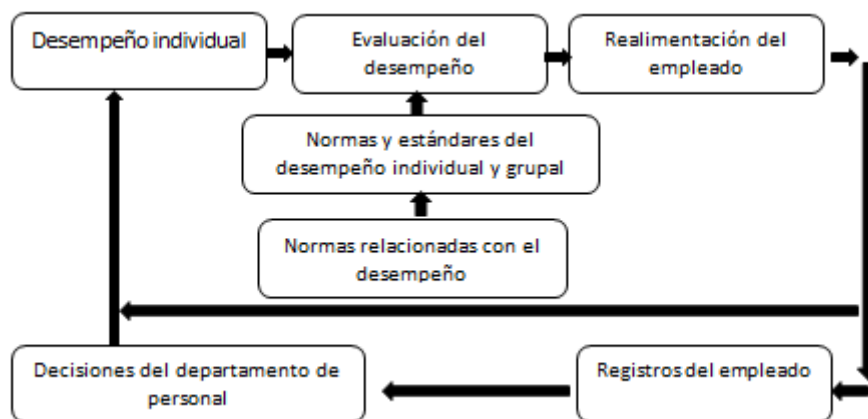 Desempeño individual
Evaluación del
desempeño
Realimentación del
empleado
Normas y estándares del
desempeño individual y grupal
Normas relacionadas con el
desempeño
Decisiones del departamento de
personal
Registros del empleado